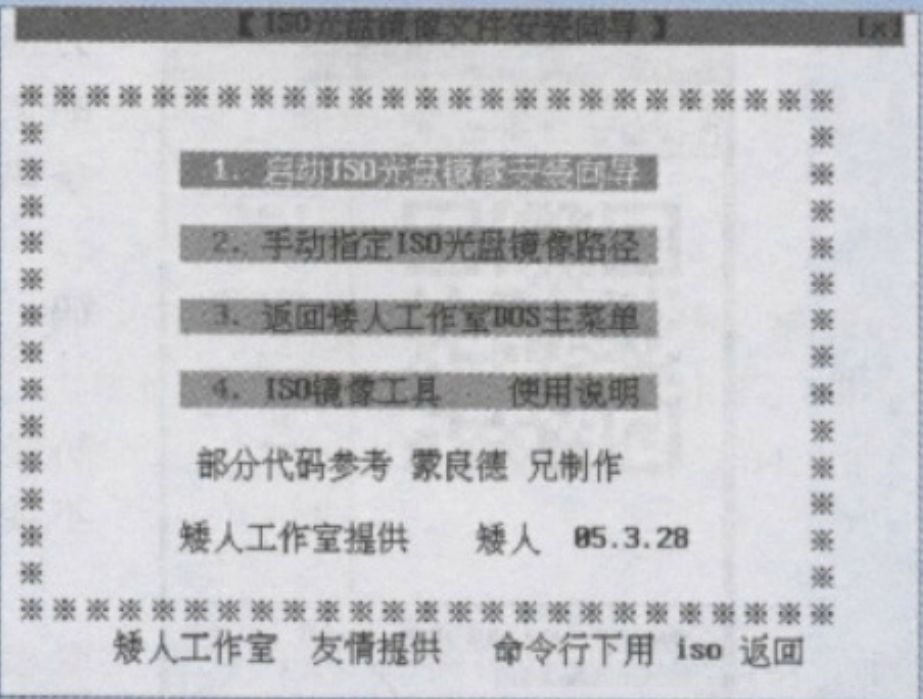 【 ISO光盘镜像文件安装向导 】 [x]
※※※※※※※※※※※※※※※※※※※※※※※※※
1. 启动ISO光盘镜像安装向导
2. 手动指定ISO光盘镜像路径
3. 返回矮人工作室DOS主菜单
4. ISO镜像工具 使用说明
部分代码参考 蒙良德 兄制作
矮人工作室提供 矮人 05.3.28
※※※※※※※※※※※※※※※※※※※※※※※※※
矮人工作室 友情提供 命令行下用 iso 返回